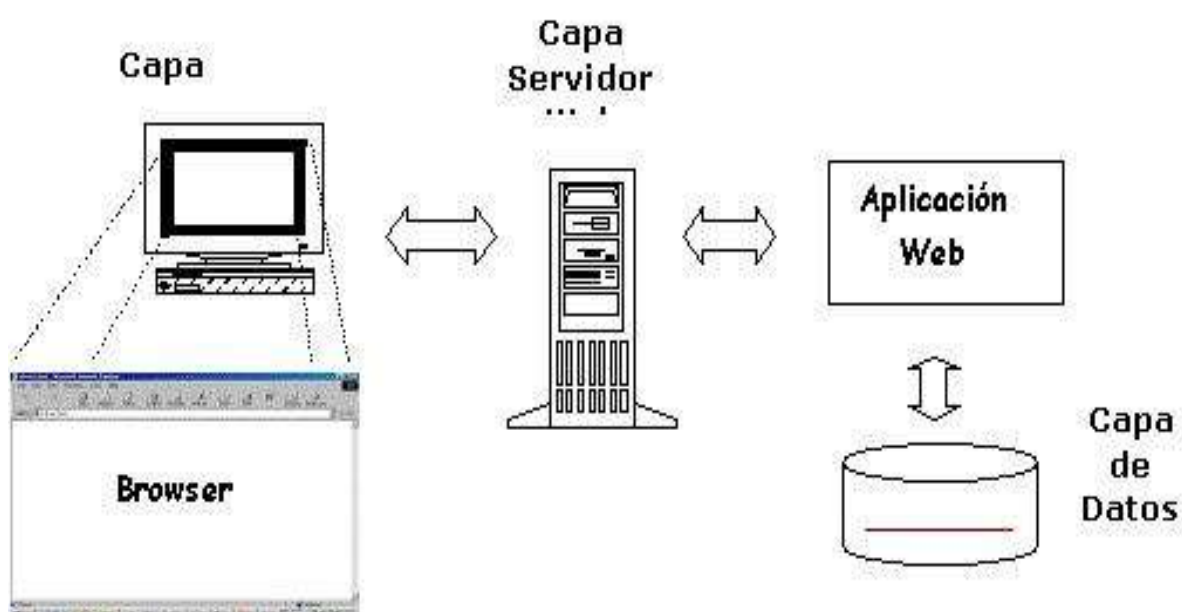 Capa
Capa
Servidor
Aplicación
Web
Browser
Capa
de
Datos